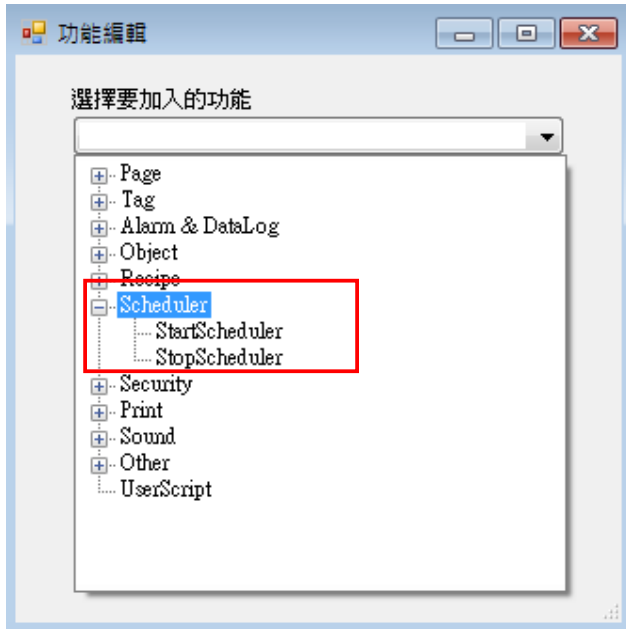 功能編輯
選擇要加入的功能
Page
Tag
Alarm & DataLog
Object
Recipe
Scheduler
StartScheduler
StopScheduler
Security
Print
Sound
Other
UserScript